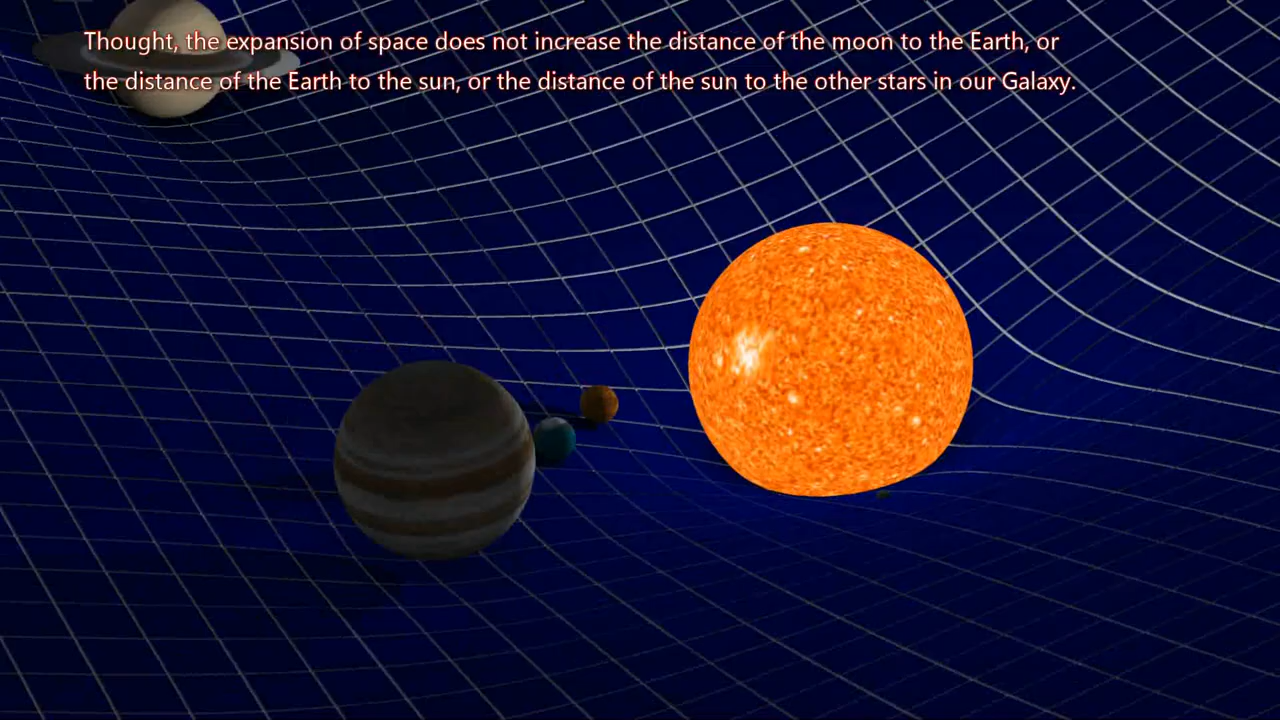 Thought, the expansion of space does not increase the distance of the moon to the Earth, or
the distance of the Earth to the sun, or the distance of the sun to the other stars in our Galaxy.